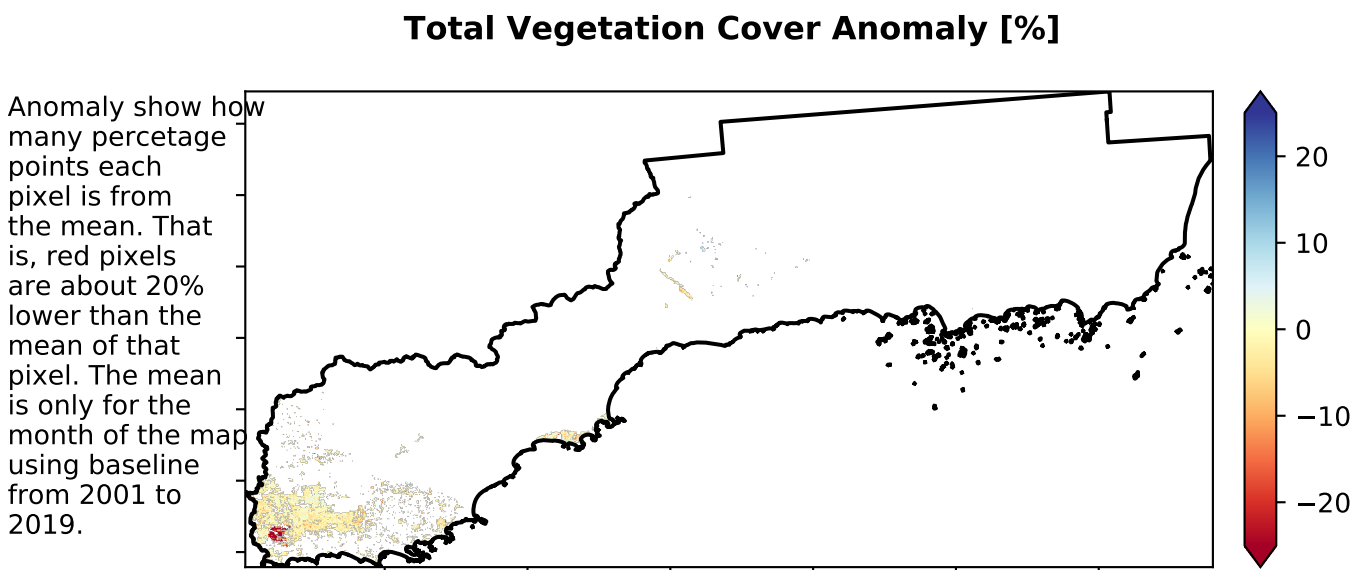 Total Vegetation Cover Anomaly [%]
Anomaly show how
many percetage
points each
pixel is from
the mean. That
is, red pixels
are about 20%
lower than the
mean of that
pixel. The mean
is only for the
month of the map
using baseline
from 2001 to
2019.
20
10
0
−10
−20